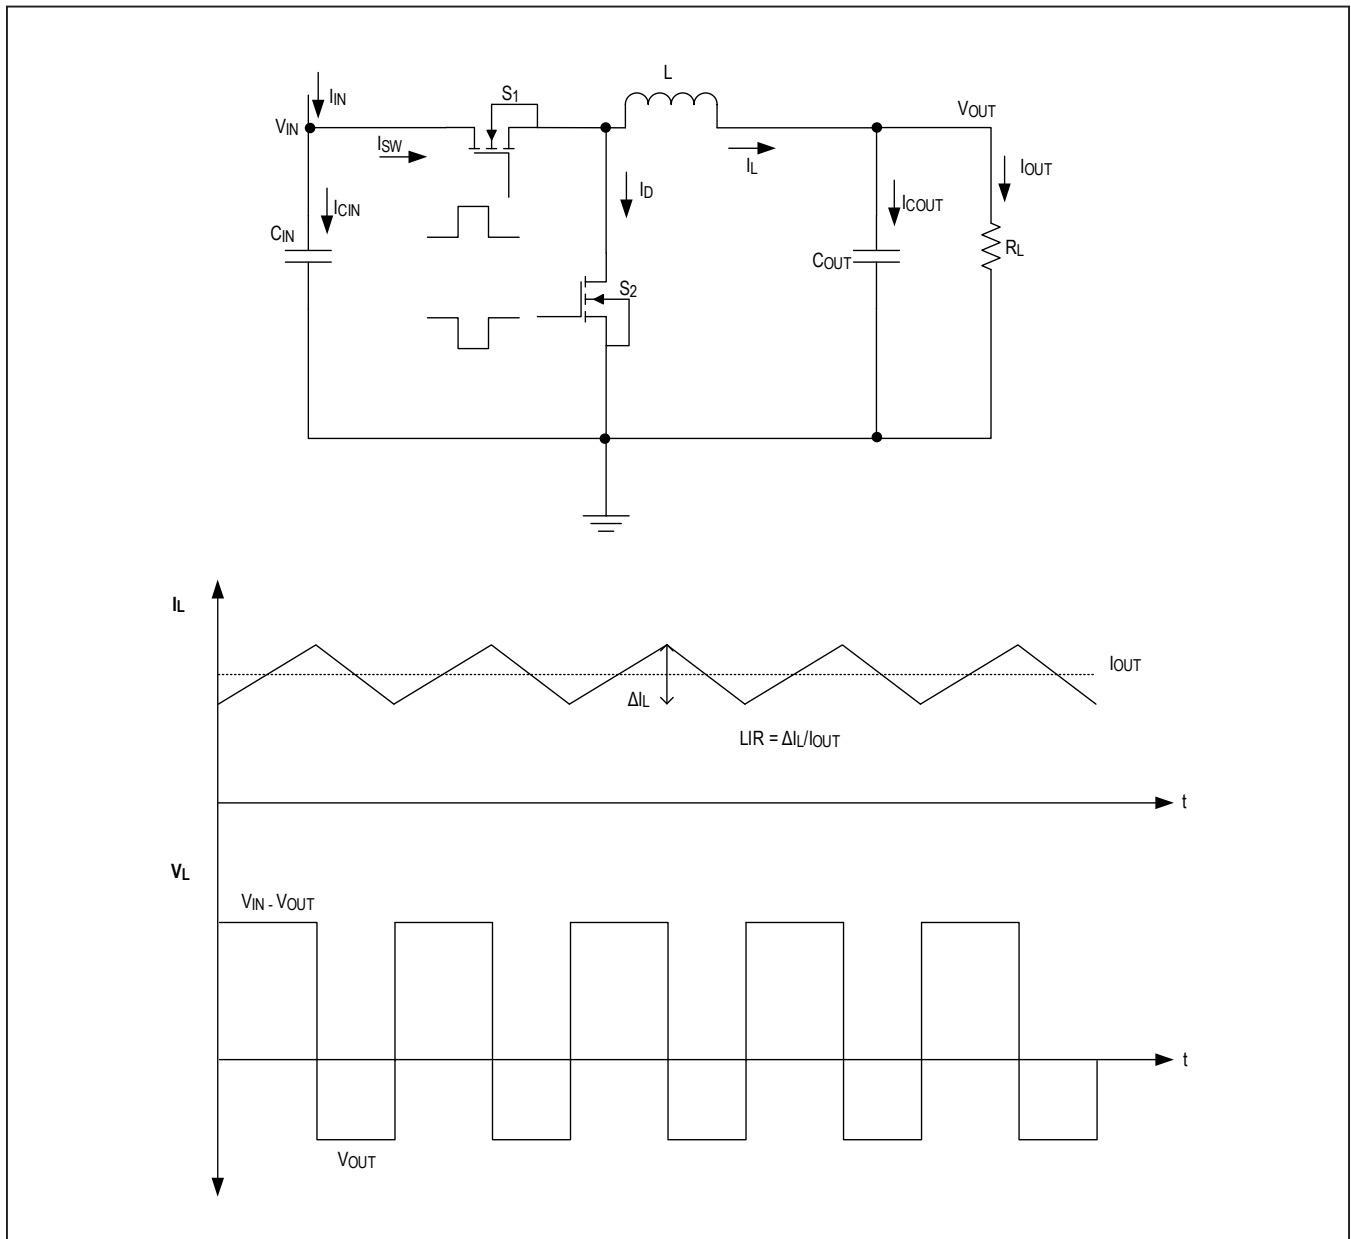 L
IIN
S1
VOUT
VIN
ISW
IL
IOUT
ID
ICIN
ICOUT
CIN
RL
COUT
S2
IL
IOUT
ΔIL
LIR = ΔIL/IOUT
t
VL
VIN - VOUT
t
VOUT